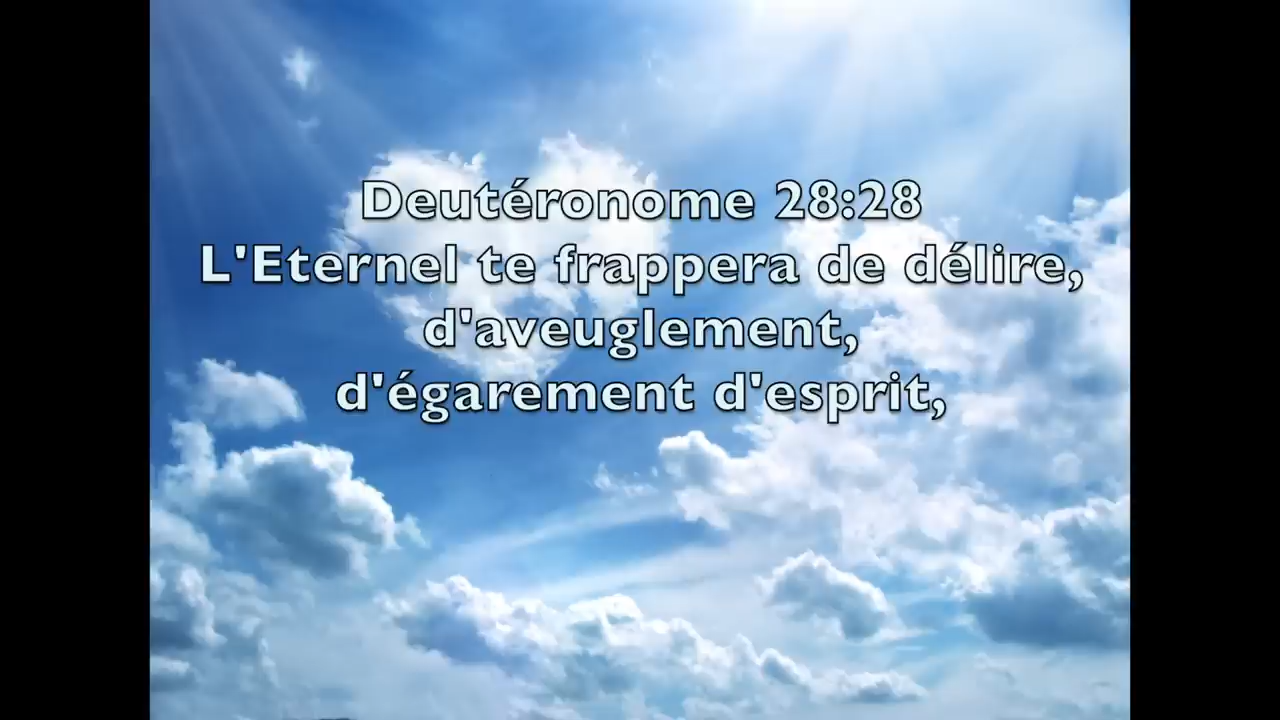 Deutéronome 28:28
L'Eternel te frappera de délire,
d'aveuglement,
d'égarement d'esprit,